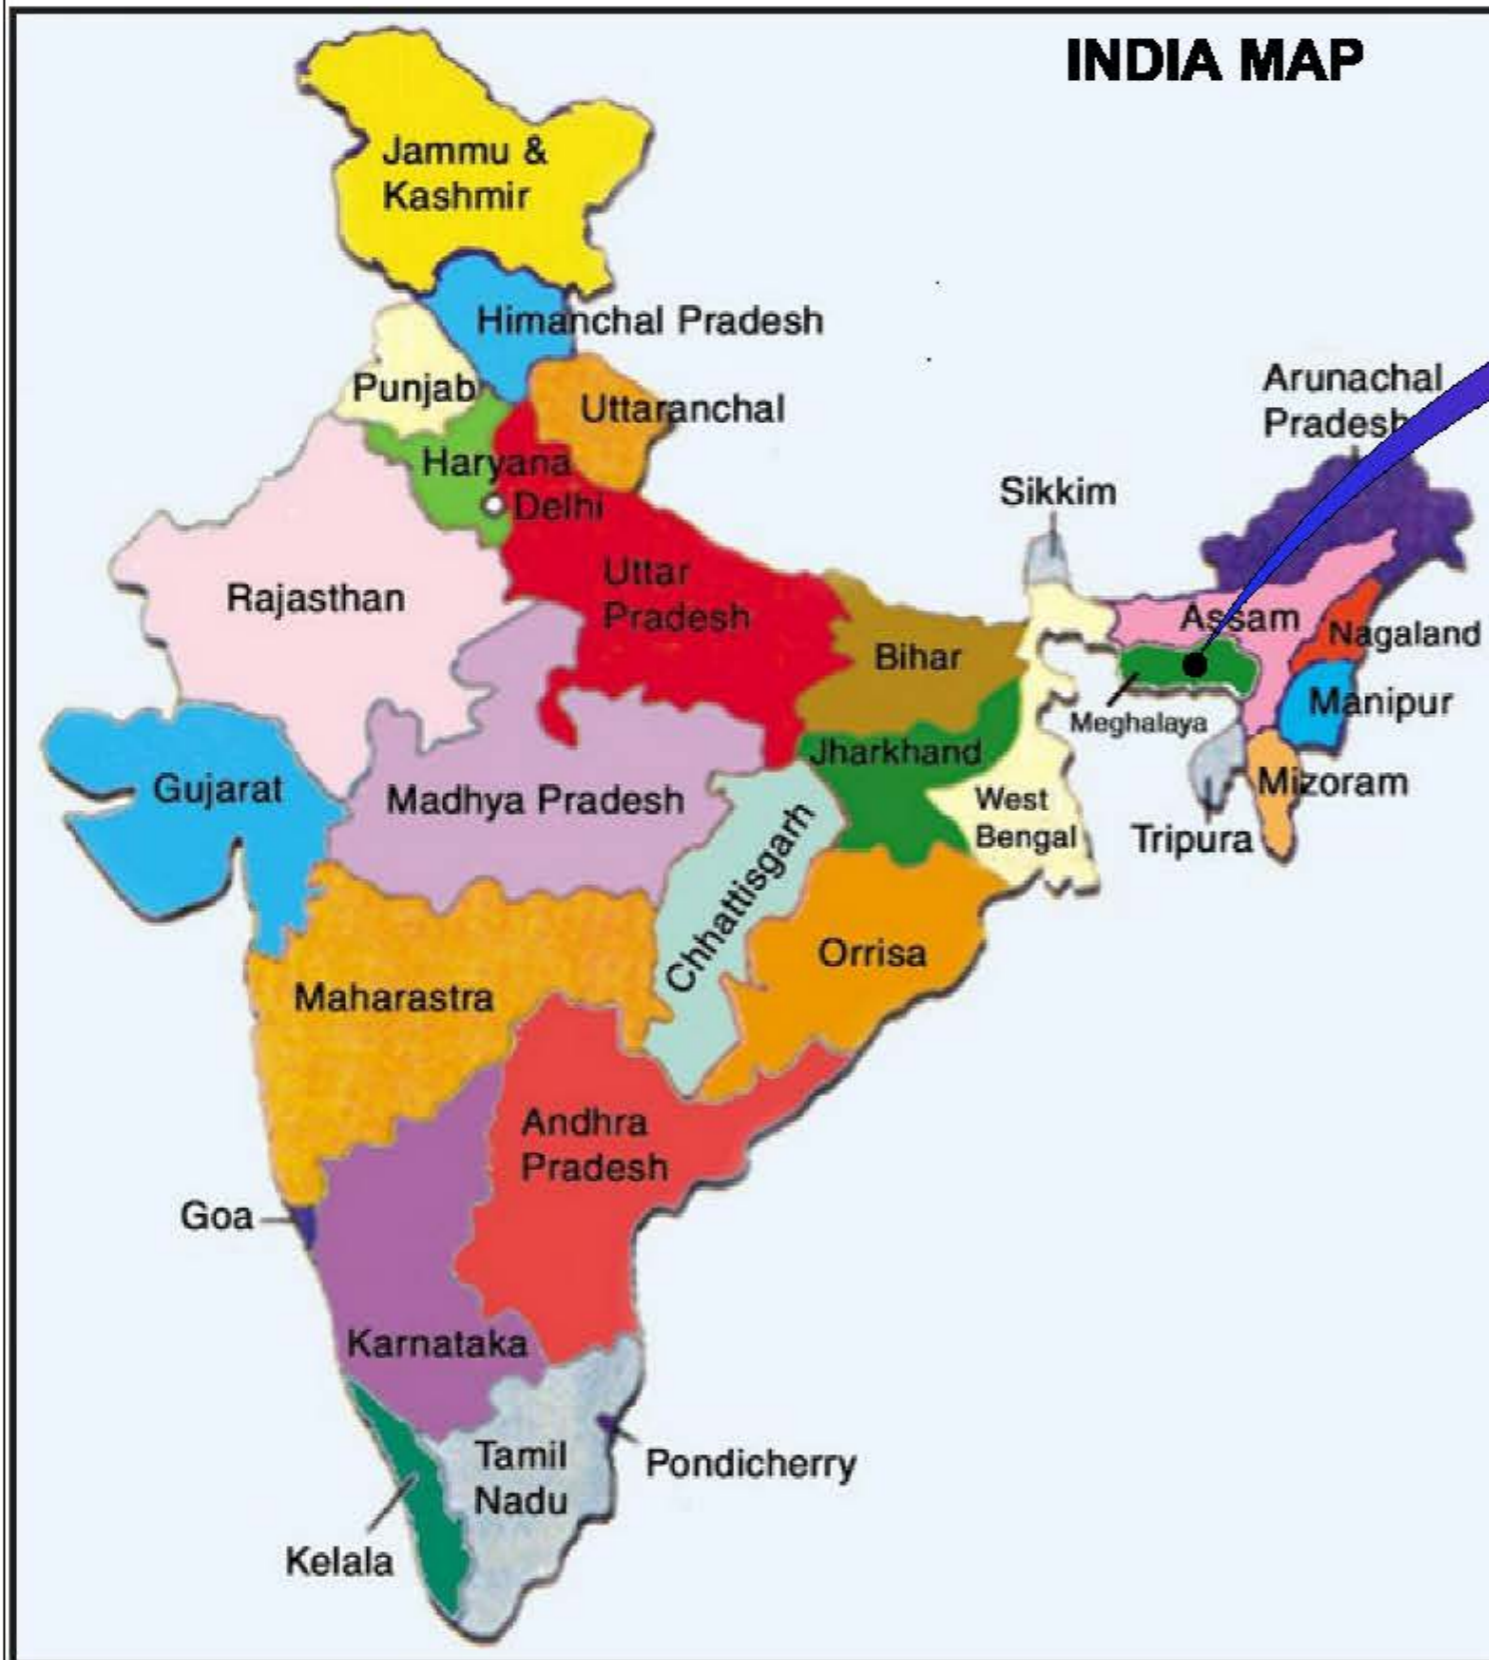 INDIA MAP
Jammu &
Kashmir
Himanchal Pradesh
Punjab
Uttaranchal
Arunachal
Pradesh
Haryana
Delhi
Sikkim
Uttar
Pradesh
Rajasthan
Assam
Nagaland
Bihar
Manipur
Meghalaya
Jharkhand
Gujarat
Madhya Pradesh
Mizoram
West
Bengal
Tripura
Chhattisgarh
Orrisa
Maharastra
Andhra
Pradesh
Goa
Karnataka
Tamil
Nadu
Pondicherry
Kelala